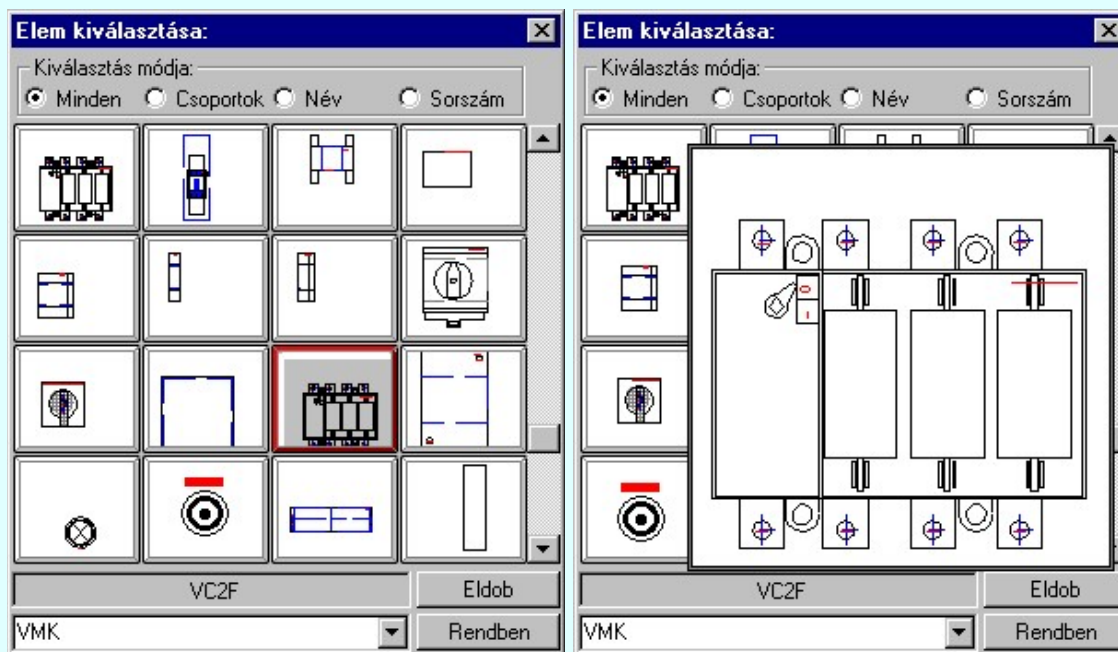 Elem kiválasztása:
Kiválasztás módja:
Minden Csoportok Név Sorszám
VC2F Eldob
VMK Rendben
Elem kiválasztása:
Kiválasztás módja:
Minden Csoportok Név Sorszám
VC2F Eldob
VMK Rendben